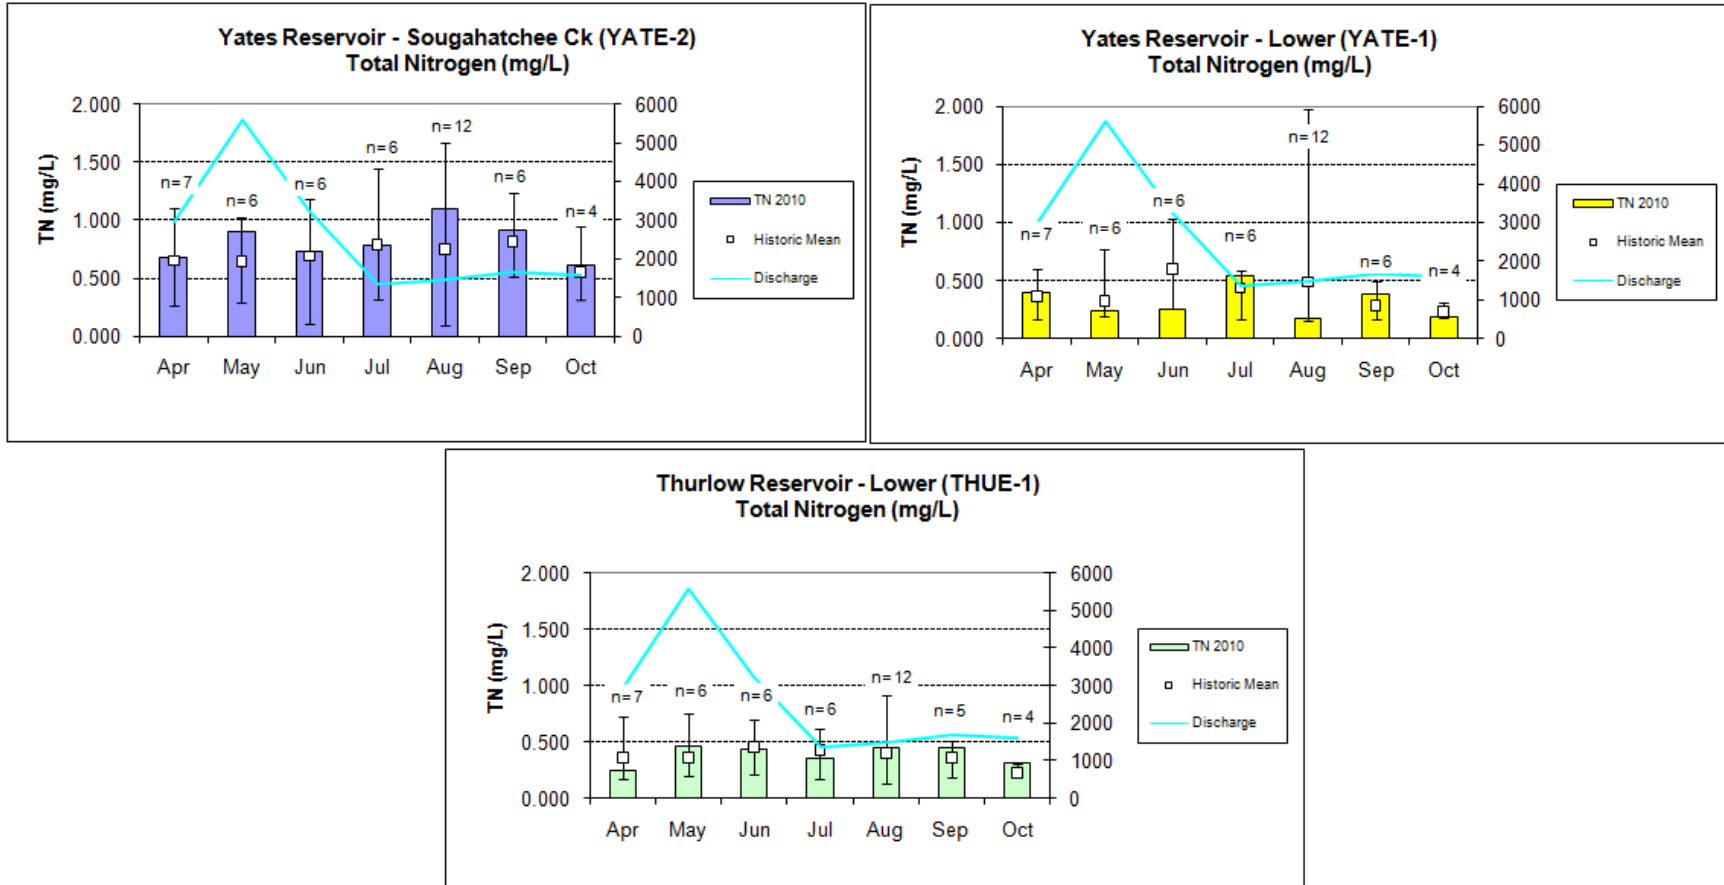 Yates Reservoir - Sougahatchee Ck (YATE-2)
Total Nitrogen (mg/L)
TN (mg/L)
2.000
1.500
1.000
0.500
0.000
6000
5000
4000
3000
2000
1000
0
n=7
n=6
n=6
n=6
n=12
n=6
n=4
Apr May Jun Jul Aug Sep Oct
TN 2010
Historic Mean
Discharge
Yates Reservoir - Lower (YATE-1)
Total Nitrogen (mg/L)
TN (mg/L)
2.000
1.500
1.000
0.500
0.000
6000
5000
4000
3000
2000
1000
0
n=7
n=6
n=6
n=6
n=12
n=6
n=4
Apr May Jun Jul Aug Sep Oct
TN 2010
Historic Mean
Discharge
Thurlow Reservoir - Lower (THUE-1)
Total Nitrogen (mg/L)
TN (mg/L)
2.000
1.500
1.000
0.500
0.000
6000
5000
4000
3000
2000
1000
0
n=7
n=6
n=6
n=6
n=12
n=5
n=4
Apr May Jun Jul Aug Sep Oct
TN 2010
Historic Mean
Discharge